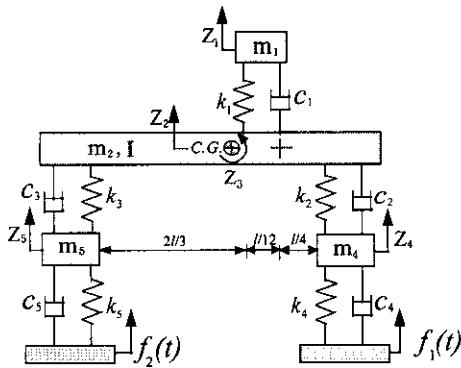 Z₁
m₁
k₁
c₁
Z₂
m₂, I
C.G.
Z₃
c₃
k₃
k₂
c₂
Z₅
m₅
2l/3
l/12
l/4
m₄
Z₄
c₅
k₅
k₄
c₄
f₂(t)
f₁(t)